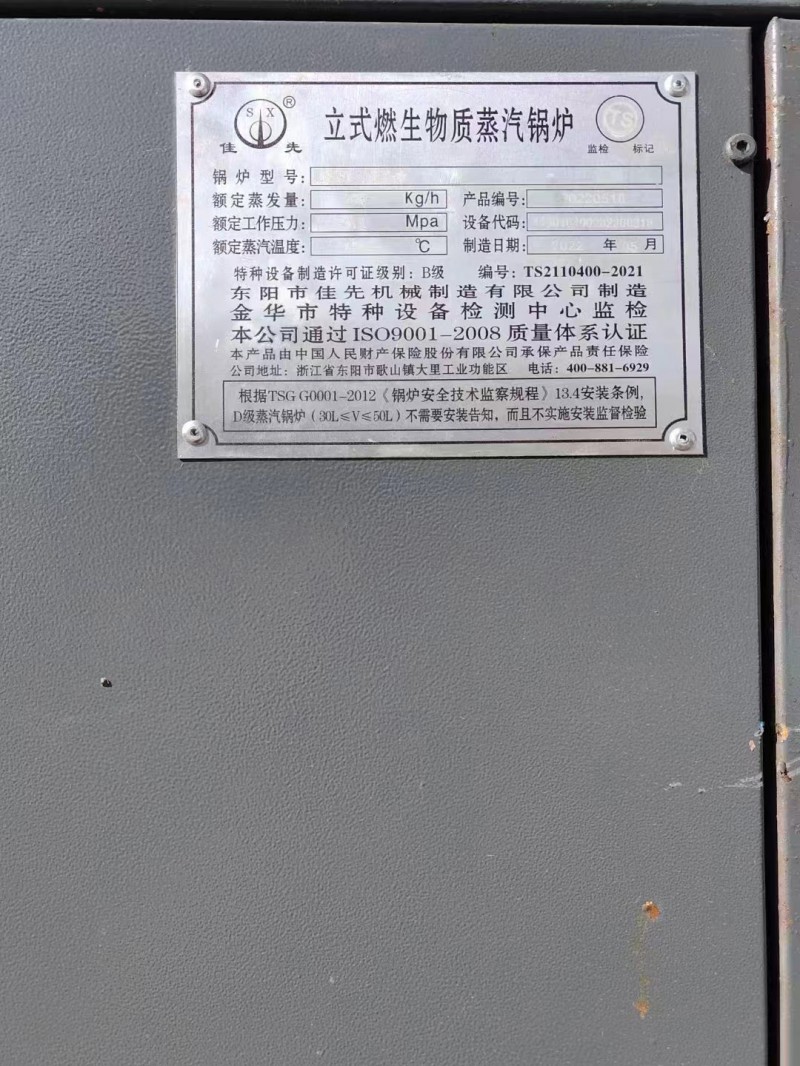 SX®
佳 先
立式燃生物质蒸汽锅炉
TS
监检 标记
锅炉型号：
额定蒸发量： Kg/h 产品编号：
额定工作压力： Mpa 设备代码：
额定蒸汽温度： ℃ 制造日期： 2022 年 05 月
特种设备制造许可证级别：B级 编号：TS2110400-2021
东阳市佳先机械制造有限公司制造
金华市特种设备检测中心监检
本公司通过ISO9001-2008质量体系认证
本产品由中国人民财产保险股份有限公司承保产品责任保险
公司地址：浙江省东阳市歌山镇大里工业功能区 电话：400-881-6929
根据TSG G0001-2012《锅炉安全技术监察规程》13.4安装条例，
D级蒸汽锅炉（30L≤V≤50L）不需要安装告知，而且不实施安装监督检验